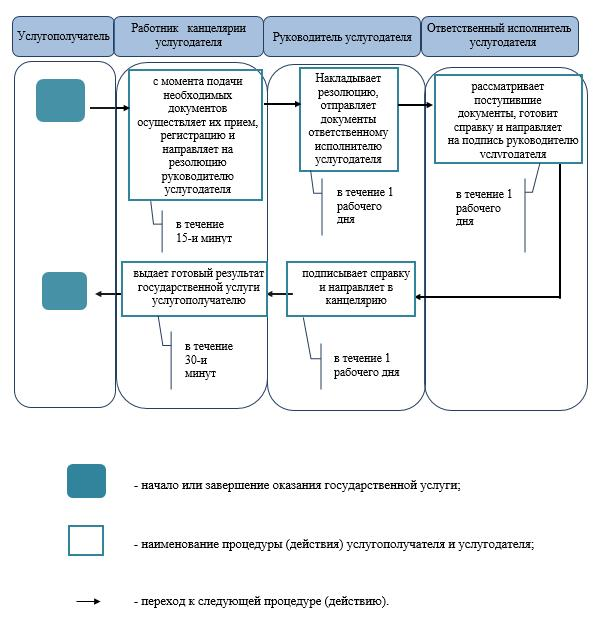 Услугополучатель
Работник канцелярии
услугодателя
Руководитель услугодателя
Ответственный исполнитель
услугодателя
с момента подачи
необходимых
документов
осуществляет их прием,
регистрацию и
направляет на
резолюцию
руководителю
услугодателя
Накладывает
резолюцию,
отправляет
документы
ответственному
исполнителю
услугодателя
рассматривает
поступившие
документы, готовит
справку и направляет
на подпись руководителю
услугодателя
в течение
15-и минут
в течение 1
рабочего
дня
в течение 1
рабочего
дня
выдает готовый результат
государственной услуги
услугополучателю
подписывает справку
и направляет в
канцелярию
в течение
30-и
минут
в течение 1
рабочего дня
- начало или завершение оказания государственной услуги;
- наименование процедуры (действия) услугополучателя и услугодателя;
- переход к следующей процедуре (действию).